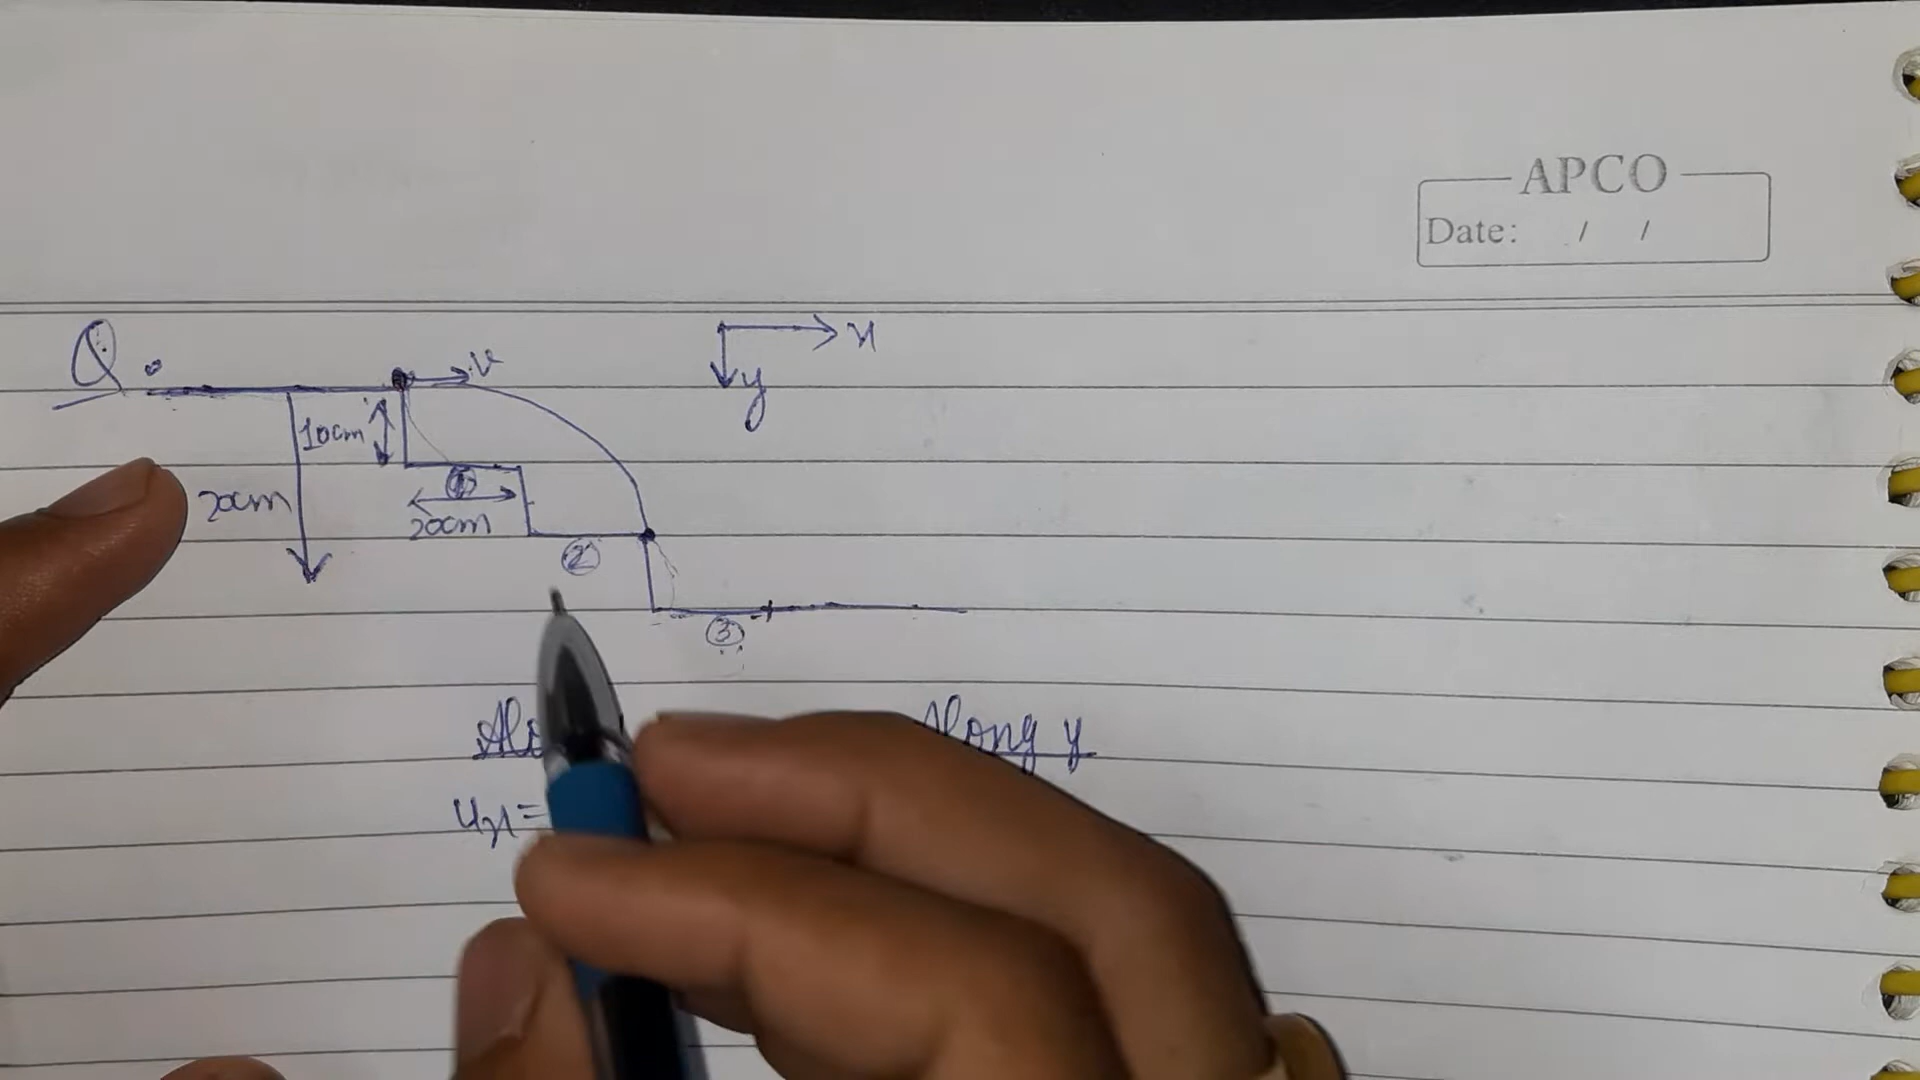 APCO
Date: / /
Q.
v
x
y
10cm
20cm
1
20cm
2
3
Along y
ux=